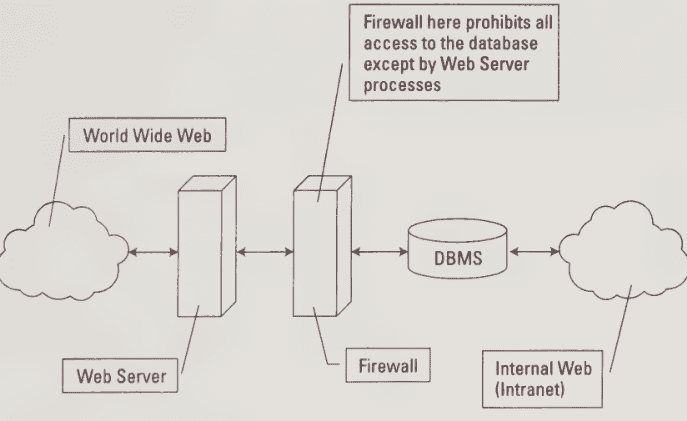 Firewall here prohibits all
access to the database
except by Web Server
processes
World Wide Web
DBMS
Web Server
Firewall
Internal Web
(Intranet)